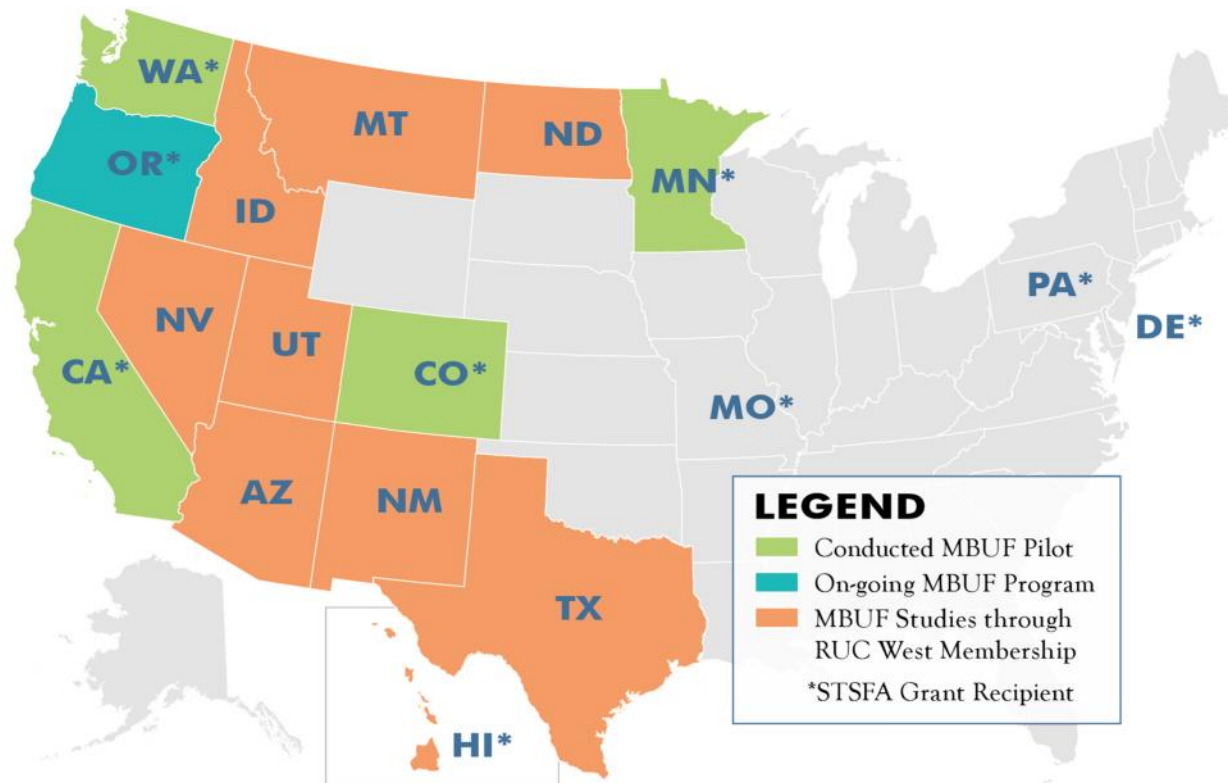 WA*
OR*
MT
ND
MN*
ID
NV
UT
CO*
CA*
AZ
NM
TX
HI*
MO*
PA*
DE*
LEGEND
Conducted MBUF Pilot
On-going MBUF Program
MBUF Studies through
RUC West Membership
*STSFA Grant Recipient